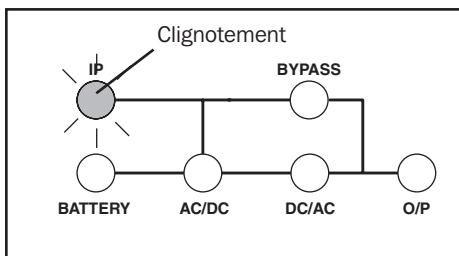 Clignotement
IP
BYPASS
BATTERY
AC/DC
DC/AC
O/P